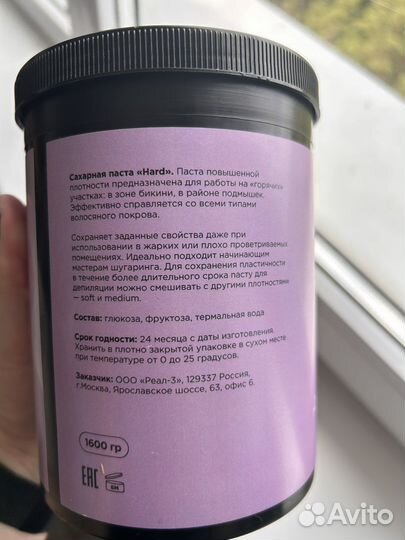 Сахарная паста «Hard». Паста повышенной
плотности предназначена для работы на «горячих»
участках: в зоне бикини, в районе подмышек.
Эффективно справляется со всеми типами
волосяного покрова.
Сохраняет заданные свойства даже при
использовании в жарких или плохо проветриваемых
помещениях. Идеально подходит начинающим
мастерам шугаринга. Для сохранения пластичности
в течение более длительного срока пасту для
депиляции можно смешивать с другими плотностями
— soft и medium.
Состав: глюкоза, фруктоза, термальная вода
Срок годности: 24 месяца с даты изготовления.
Хранить в плотно закрытой упаковке в сухом месте
при температуре от 0 до 25 градусов.
Заказчик: ООО «Реал-3», 129337 Россия,
г.Москва, Ярославское шоссе, 63, офис 6.
1600 гр
EAC
6М
Avito